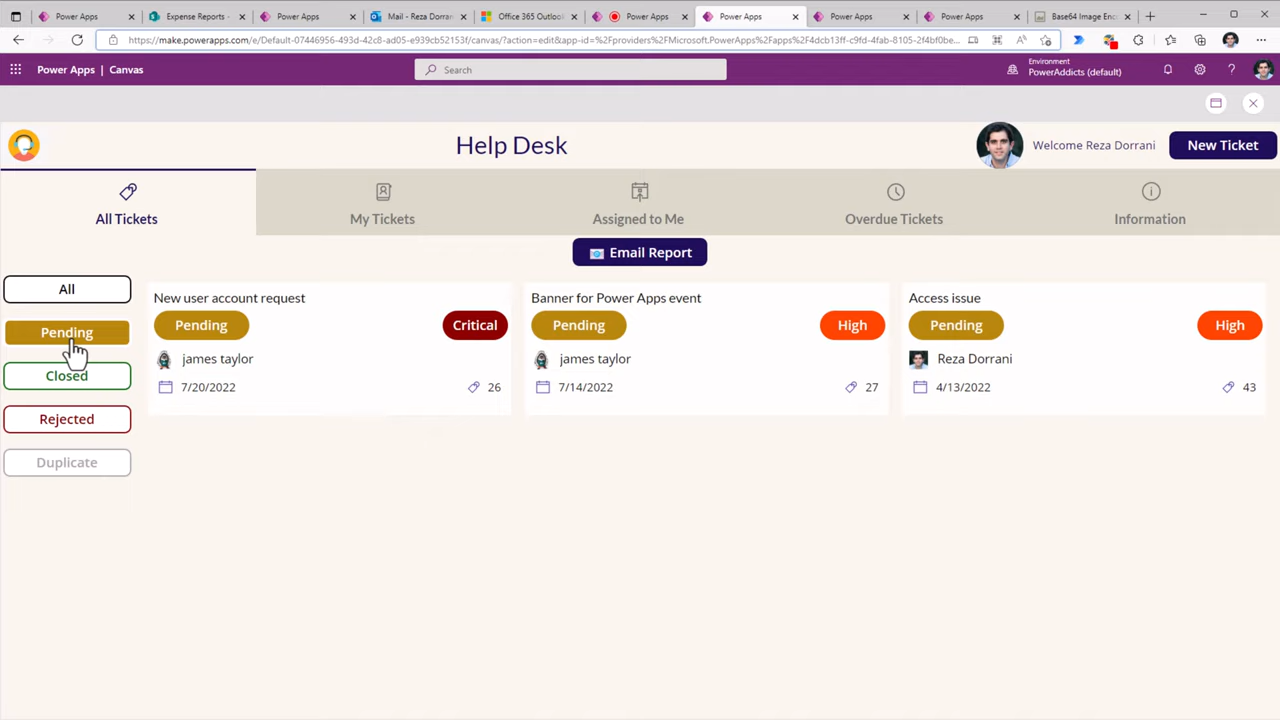 Power Apps
Expense Reports -
Power Apps
Mail - Reza Dorran
Office 365 Outloo
Power Apps
Power Apps
Power Apps
Power Apps
Base64 Image Enc
https://make.powerapps.com/e/Default-07446956-493d-42c8-ad05-e939cb52153f/canvas/?action=edit&app-id=%2Fproviders%2FMicrosoft.PowerApps%2Fapps%2F4dcb13ff-c9fd-4fab-8105-2f4bf0be...
Power Apps | Canvas
Search
Environment
PowerAddicts (default)
Help Desk
Welcome Reza Dorrani
New Ticket
All Tickets
My Tickets
Assigned to Me
Overdue Tickets
Information
Email Report
All
Pending
Closed
Rejected
Duplicate
New user account request
Pending
Critical
james taylor
7/20/2022
26
Banner for Power Apps event
Pending
High
james taylor
7/14/2022
27
Access issue
Pending
High
Reza Dorrani
4/13/2022
43